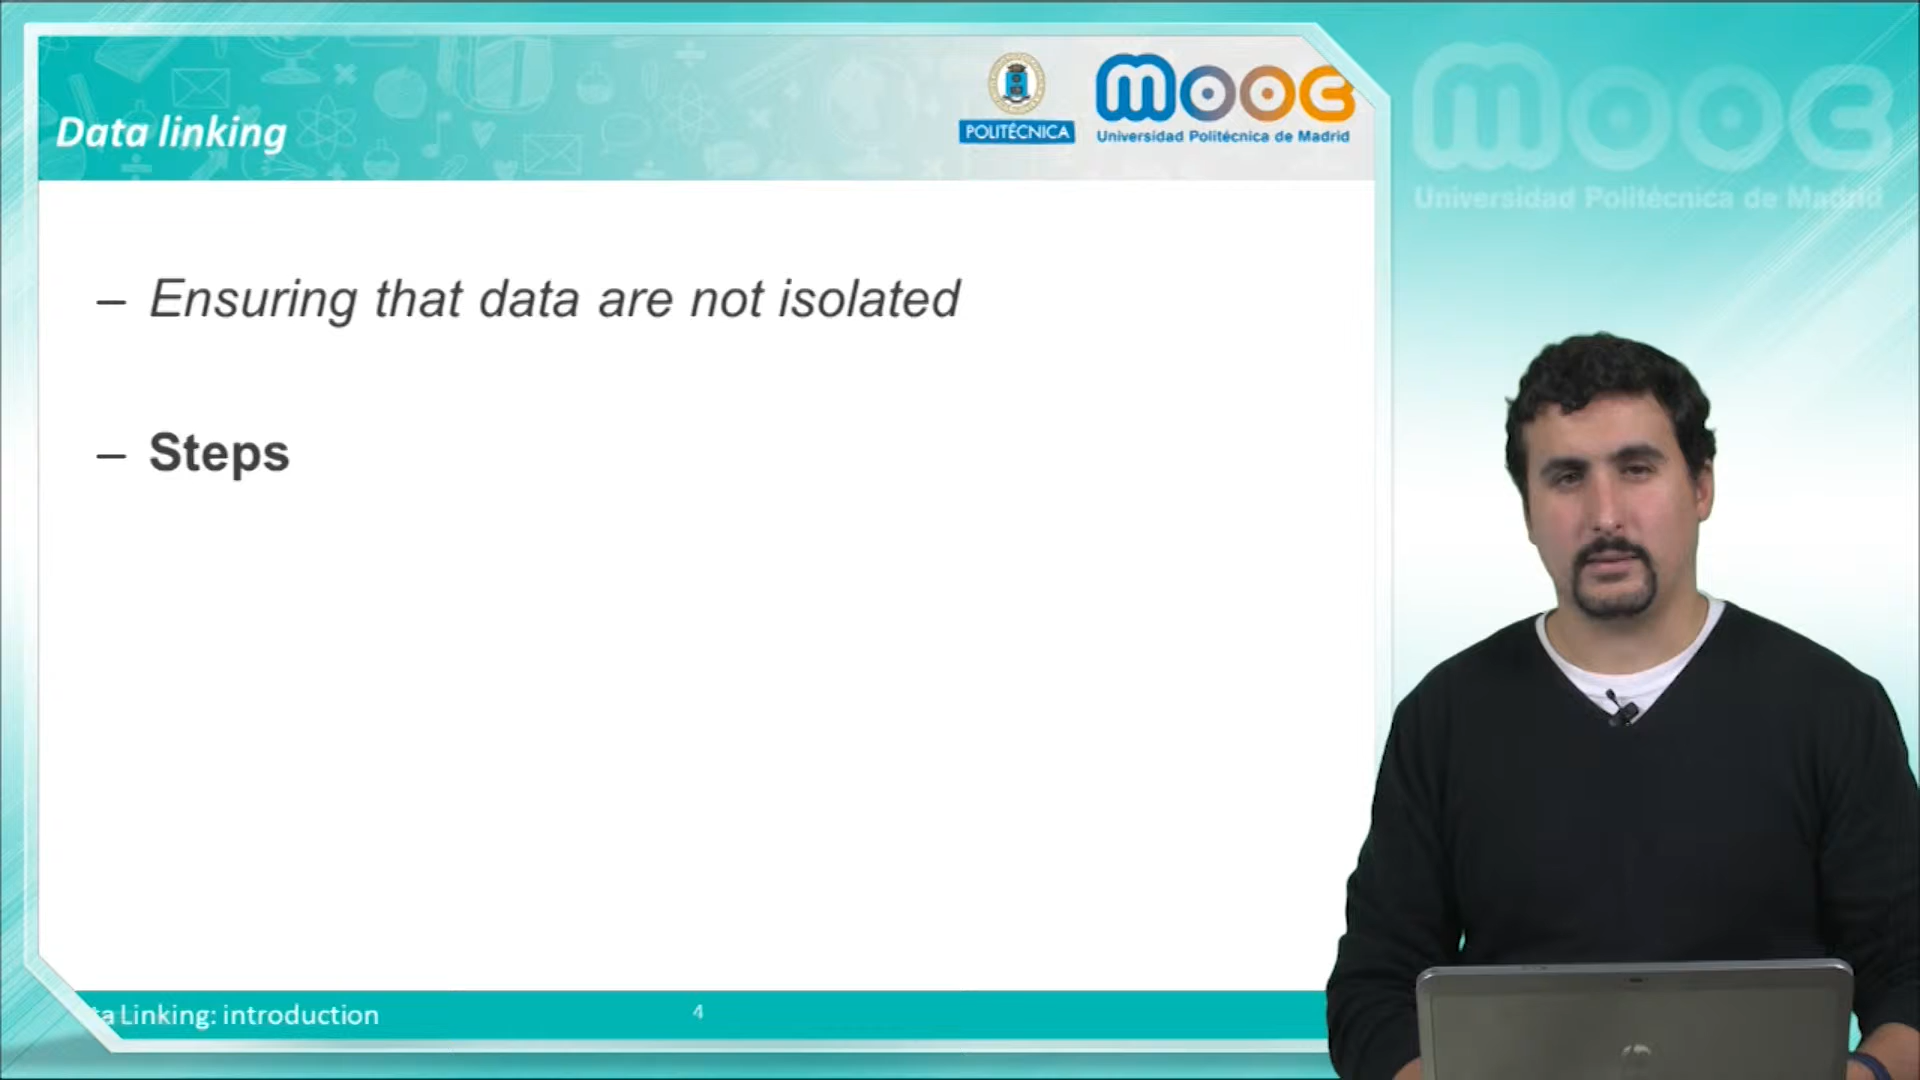 Data linking
POLITÉCNICA
mooc
Universidad Politécnica de Madrid
mooc
Universidad Politécnica de Madrid
– Ensuring that data are not isolated
– Steps
ta Linking: introduction
4